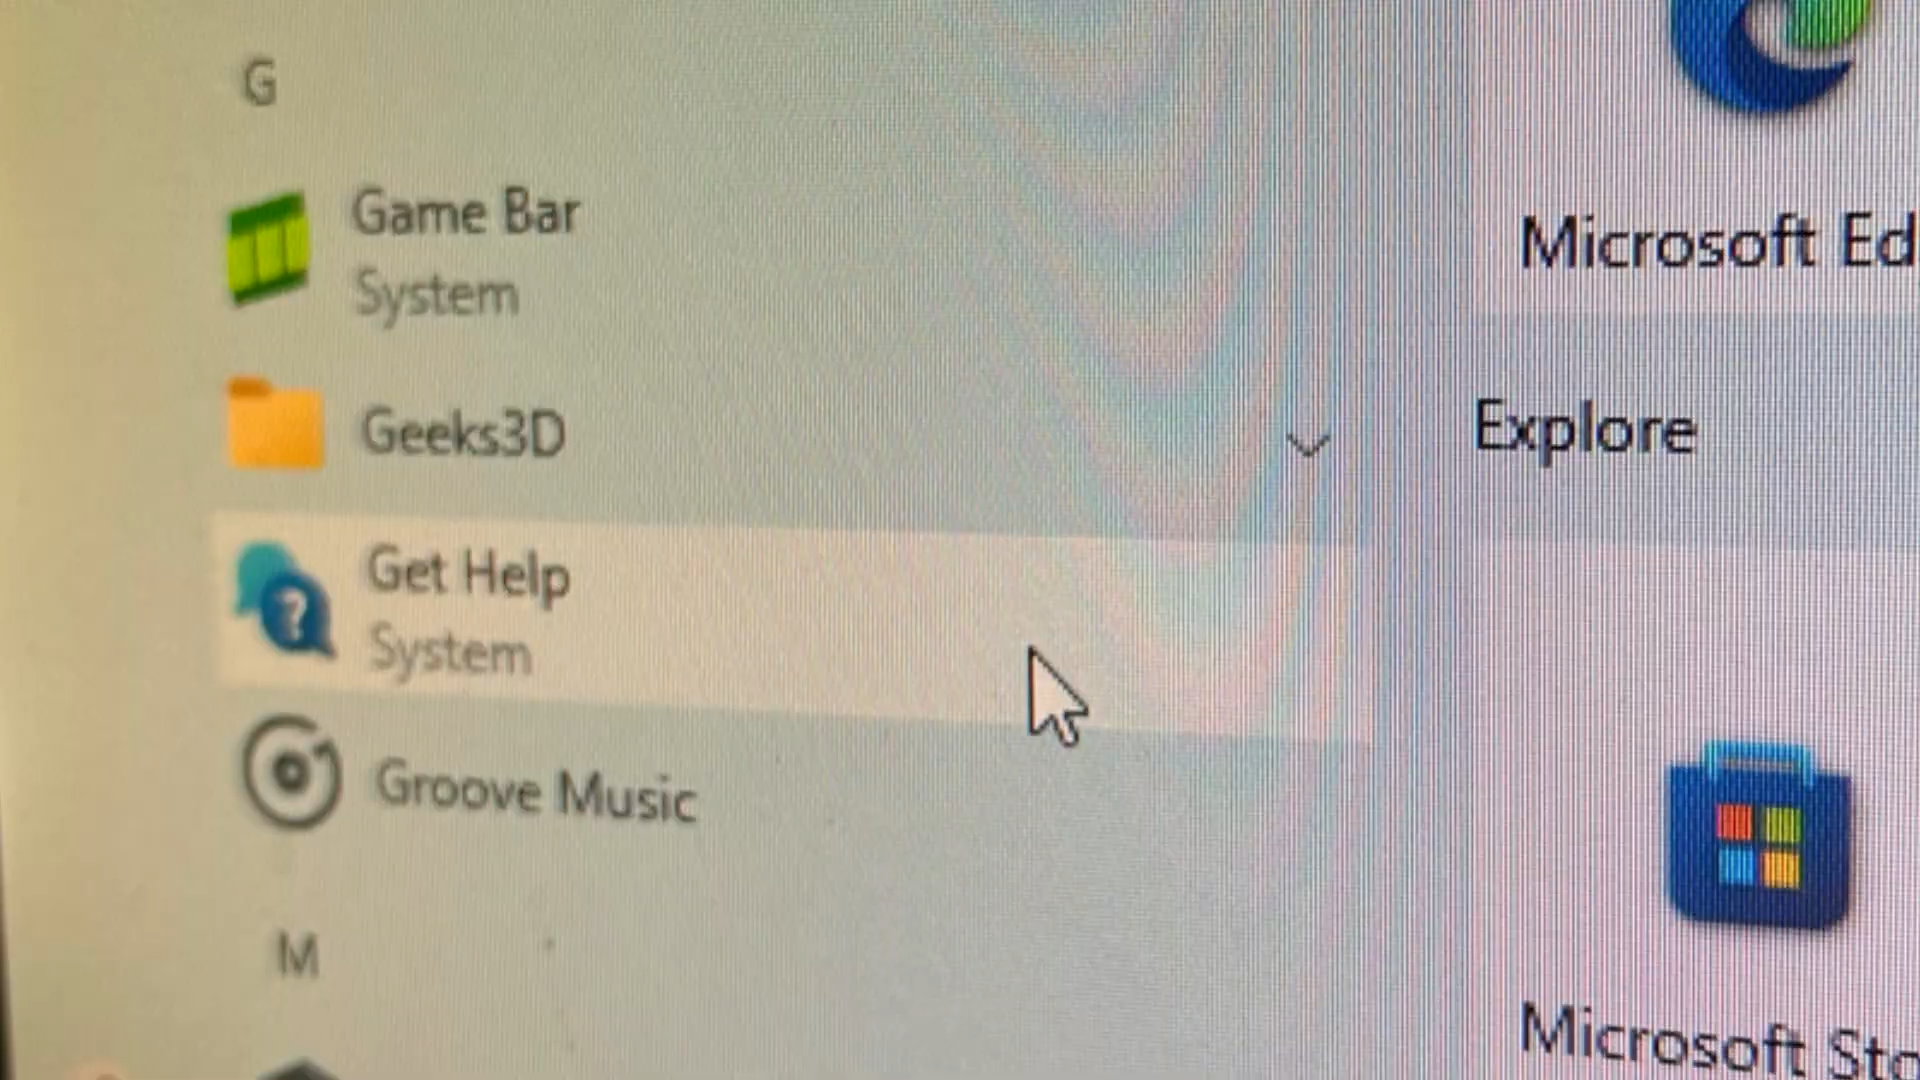 G
Game Bar
System
Geeks3D
Get Help
System
Groove Music
M
Microsoft Ed
Explore
Microsoft Sto